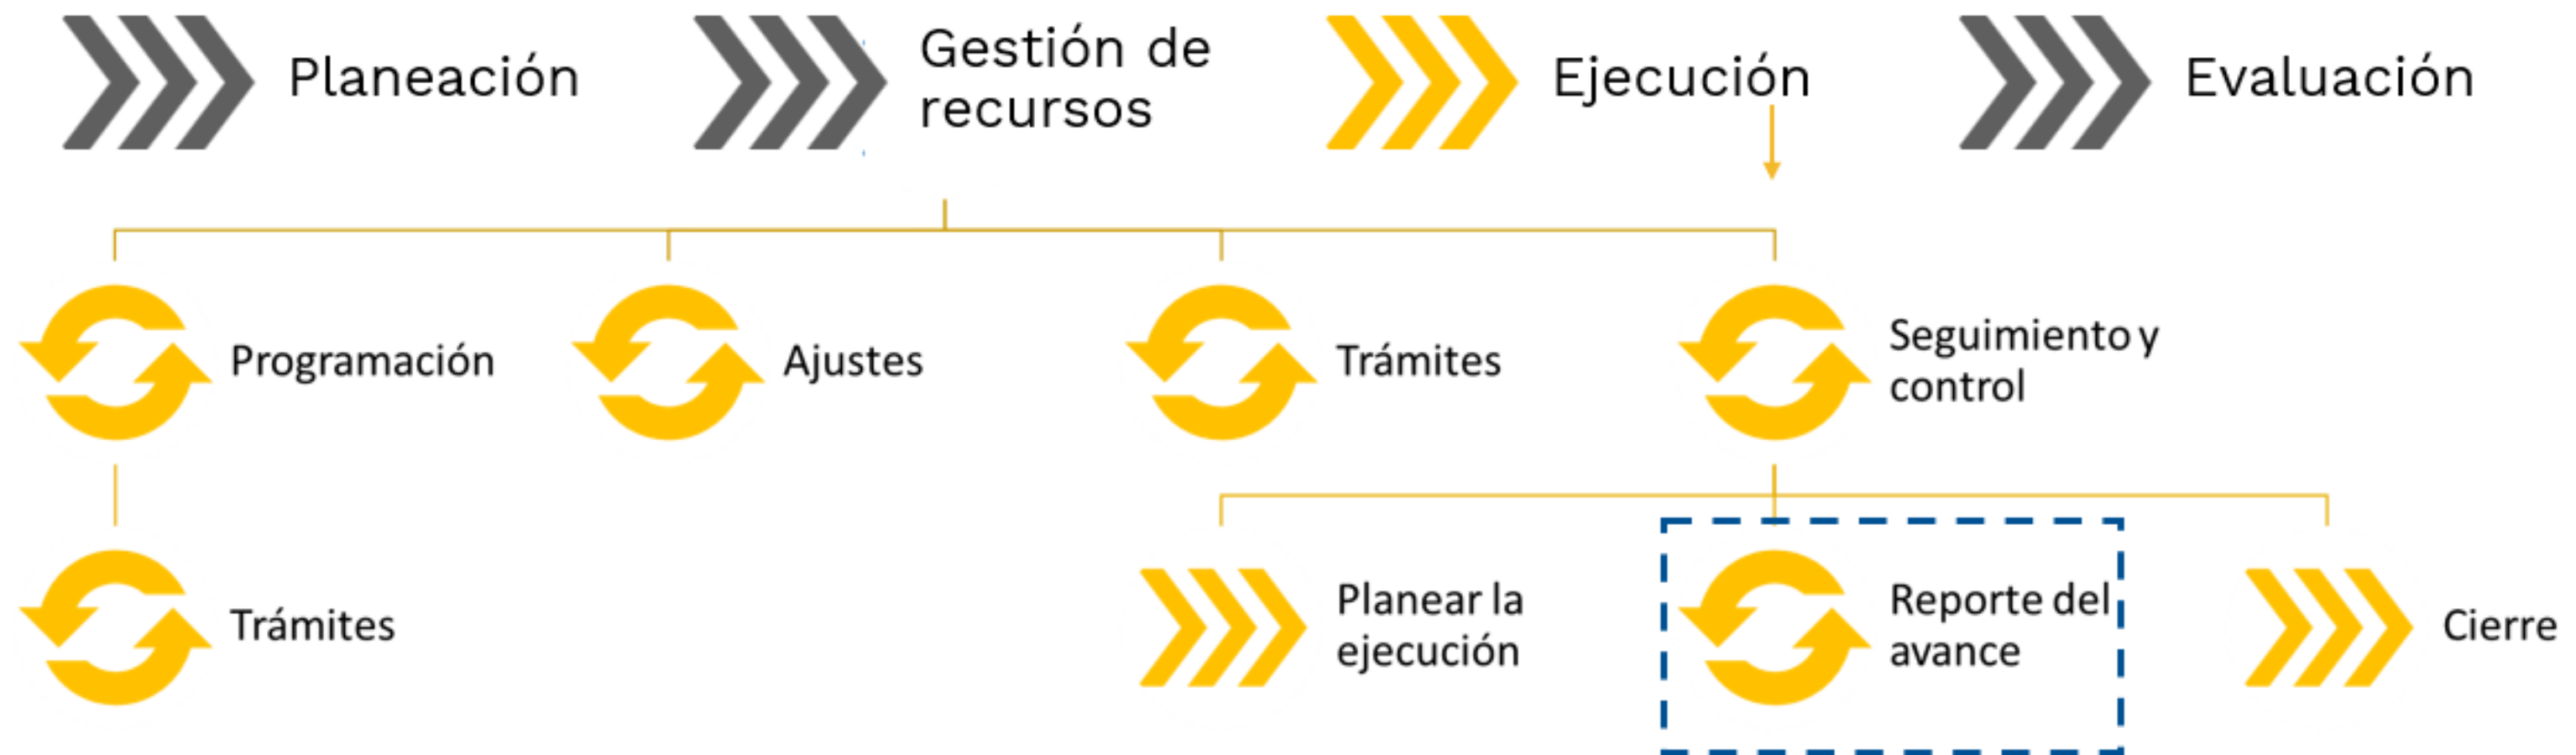 Planeación
Gestión de
recursos
Ejecución
Evaluación
Programación
Ajustes
Trámites
Seguimiento y
control
Trámites
Planear la
ejecución
Reporte del
avance
Cierre